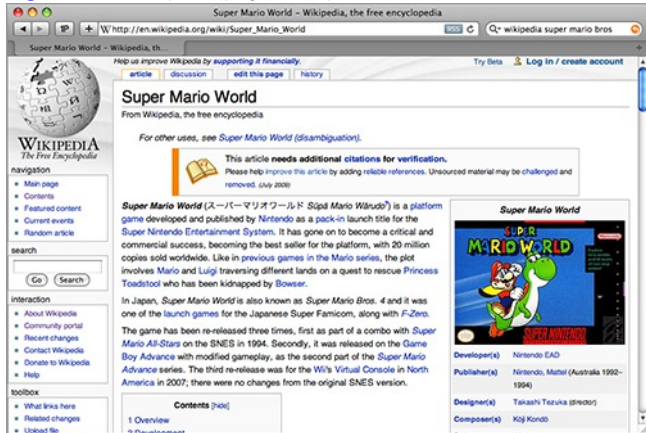 Super Mario World – Wikipedia, the free encyclopedia
http://en.wikipedia.org/wiki/Super_Mario_World
RSS
wikipedia super mario bros
Super Mario World – Wikipedia, th...
Help us improve Wikipedia by supporting it financially.
Try Beta
Log in / create account
article
discussion
edit this page
history
WIKIPEDIA
The Free Encyclopedia
navigation
Main page
Contents
Featured content
Current events
Random article
search
Go
Search
interaction
About Wikipedia
Community portal
Recent changes
Contact Wikipedia
Donate to Wikipedia
Help
toolbox
What links here
Related changes
Upload file
Super Mario World
From Wikipedia, the free encyclopedia
For other uses, see Super Mario World (disambiguation).
This article needs additional citations for verification.
Please help improve this article by adding reliable references. Unsourced material may be challenged and
removed. (July 2009)
Super Mario World (スーパーマリオワールド Sūpā Mario Wārudo?) is a platform
game developed and published by Nintendo as a pack-in launch title for the
Super Nintendo Entertainment System. It has gone on to become a critical and
commercial success, becoming the best seller for the platform, with 20 million
copies sold worldwide. Like in previous games in the Mario series, the plot
involves Mario and Luigi traversing different lands on a quest to rescue Princess
Toadstool who has been kidnapped by Bowser.
In Japan, Super Mario World is also known as Super Mario Bros. 4 and it was
one of the launch games for the Japanese Super Famicom, along with F-Zero.
The game has been re-released three times, first as part of a combo with Super
Mario All-Stars on the SNES in 1994. Secondly, it was released on the Game
Boy Advance with modified gameplay, as the second part of the Super Mario
Advance series. The third re-release was for the Wii's Virtual Console in North
America in 2007; there were no changes from the original SNES version.
Contents [hide]
1 Overview
2 Development
Super Mario World
SUPER
MARIO WORLD
SUPER NINTENDO
Developer(s) Nintendo EAD
Publisher(s) Nintendo, Mattel (Australia 1992–
1994)
Designer(s) Takashi Tezuka (director)
Composer(s) Kōji Kondō